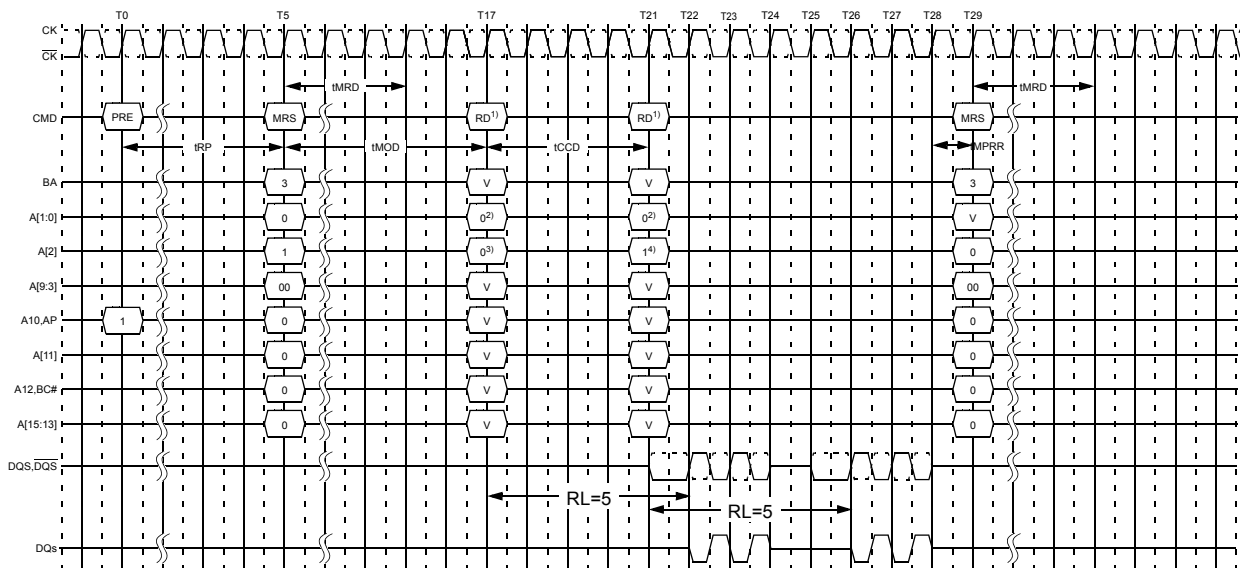 T0 T5 T17 T21 T22 T23 T24 T25 T26 T27 T28 T29
CK
CK
tMRD tMRD
CMD PRE MRS RD1) RD1) MRS
tRP tMOD tCCD tMPRR
BA 3 V V 3
A[1:0] 0 02) 02) V
A[2] 1 03) 14) 0
A[9:3] 00 V V 00
A10,AP 1 0 V V 0
A[11] 0 V V 0
A12,BC# 0 V V 0
A[15:13] 0 V V 0
DQS,DQS
RL=5
RL=5
DQs